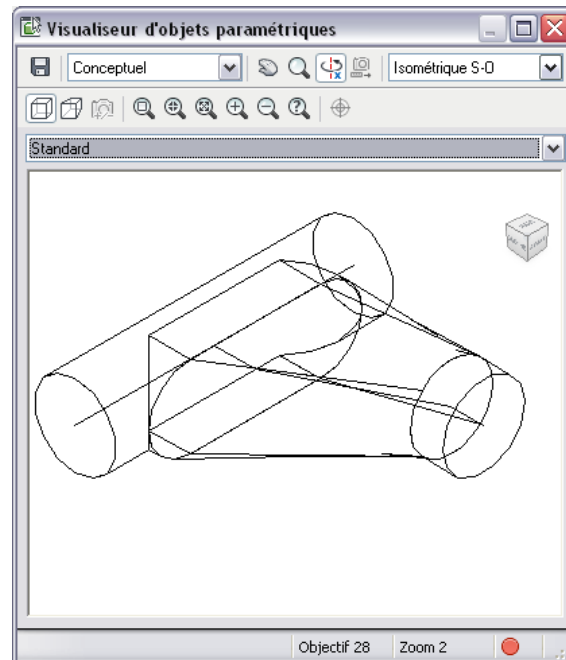 Visualiseur d'objets paramétriques
Conceptuel
Isométrique S-O
Standard
Objectif 28
Zoom 2